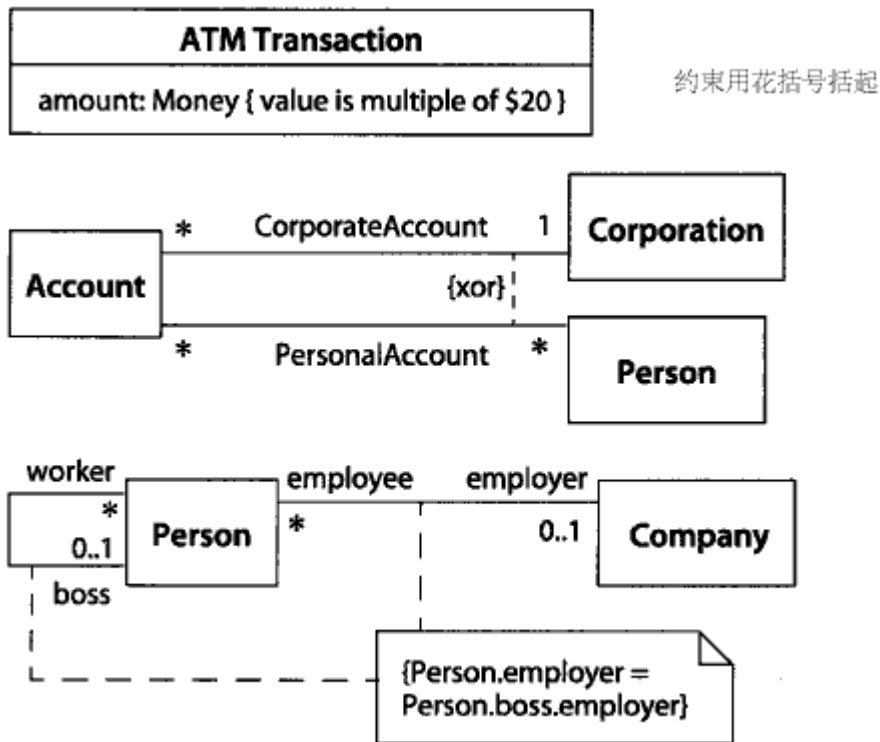 ATM Transaction
amount: Money { value is multiple of $20 }
约束用花括号括起
* CorporateAccount 1
Corporation
Account
{xor}
* PersonalAccount *
Person
worker
employee employer
*
Person
*
0..1
0..1
Company
boss
{Person.employer =
Person.boss.employer}